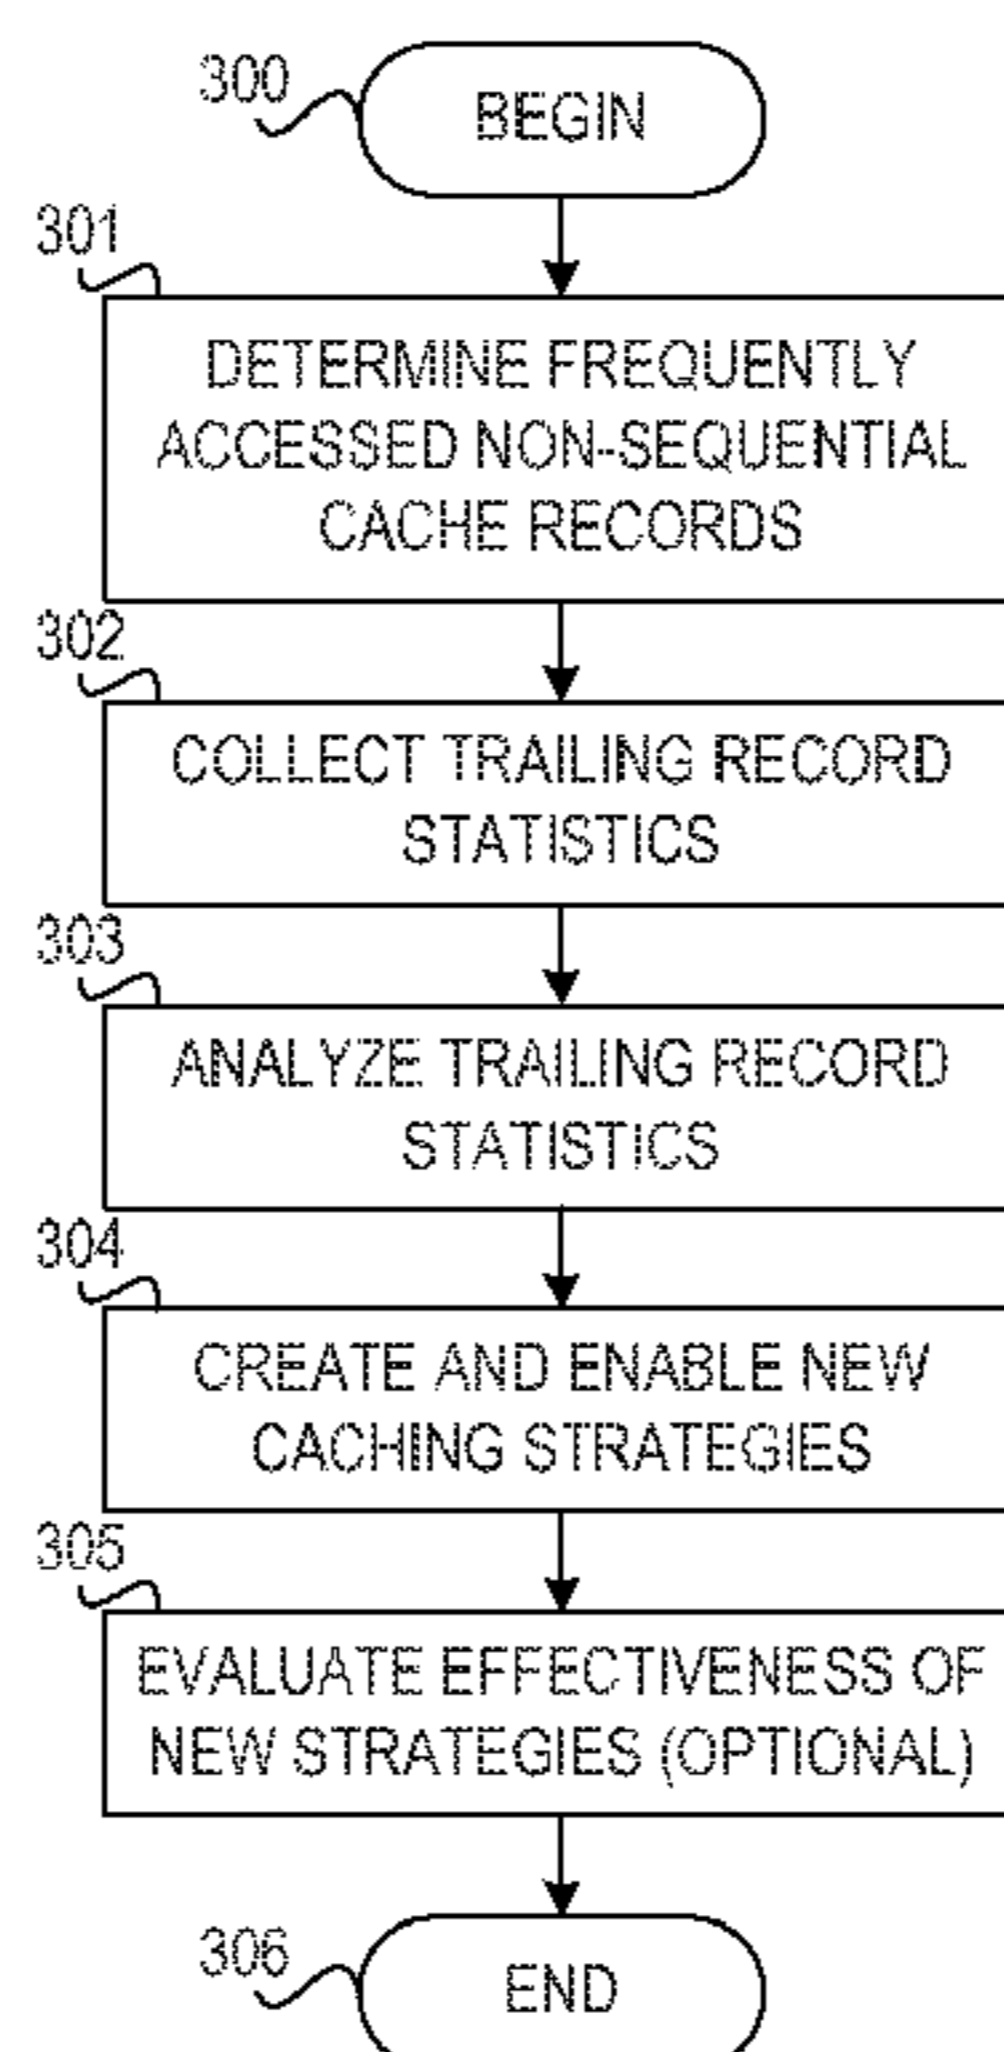 300
BEGIN
301
DETERMINE FREQUENTLY
ACCESSED NON-SEQUENTIAL
CACHE RECORDS
302
COLLECT TRAILING RECORD
STATISTICS
303
ANALYZE TRAILING RECORD
STATISTICS
304
CREATE AND ENABLE NEW
CACHING STRATEGIES
305
EVALUATE EFFECTIVENESS OF
NEW STRATEGIES (OPTIONAL)
306
END